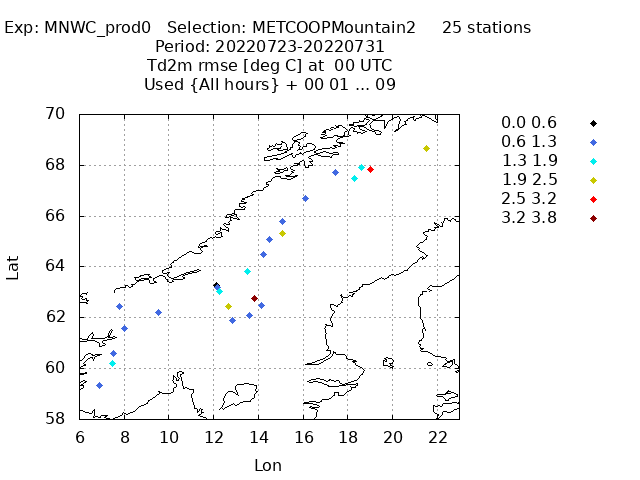 Exp: MNWC_prod0   Selection: METCOOPMountain2     25 stations
Period: 20220723-20220731
Td2m rmse [deg C] at  00 UTC
Used {All hours} + 00 01 ... 09
0.0 0.6
0.6 1.3
1.3 1.9
1.9 2.5
2.5 3.2
3.2 3.8
70
68
66
64
62
60
58
Lat
6 8 10 12 14 16 18 20 22
Lon